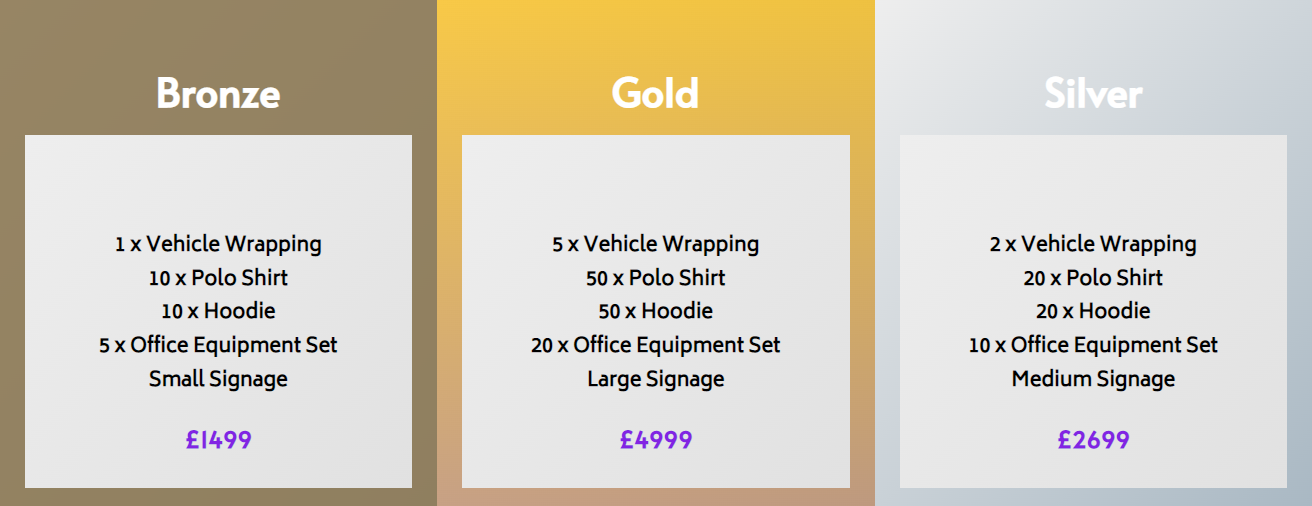 Bronze
1 x Vehicle Wrapping
10 x Polo Shirt
10 x Hoodie
5 x Office Equipment Set
Small Signage
£1499
Gold
5 x Vehicle Wrapping
50 x Polo Shirt
50 x Hoodie
20 x Office Equipment Set
Large Signage
£4999
Silver
2 x Vehicle Wrapping
20 x Polo Shirt
20 x Hoodie
10 x Office Equipment Set
Medium Signage
£2699